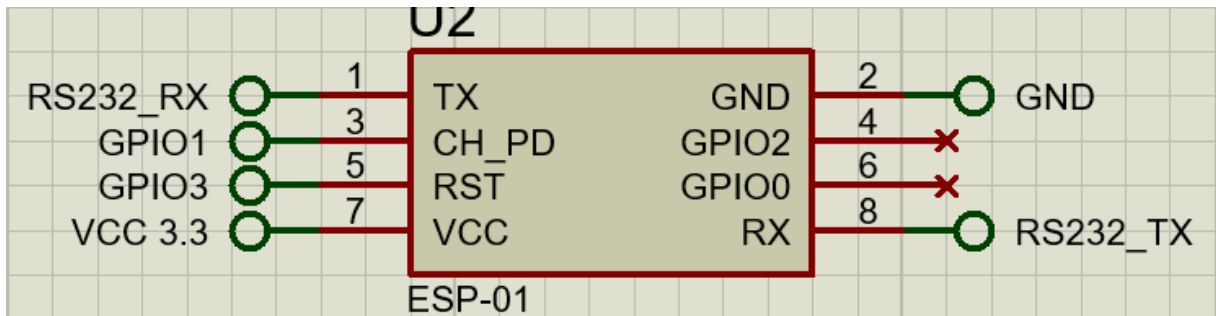 U2
RS232_RX 1 TX GND 2 GND
GPIO1 3 CH_PD GPIO2 4
GPIO3 5 RST GPIO0 6
VCC 3.3 7 VCC RX 8 RS232_TX
ESP-01